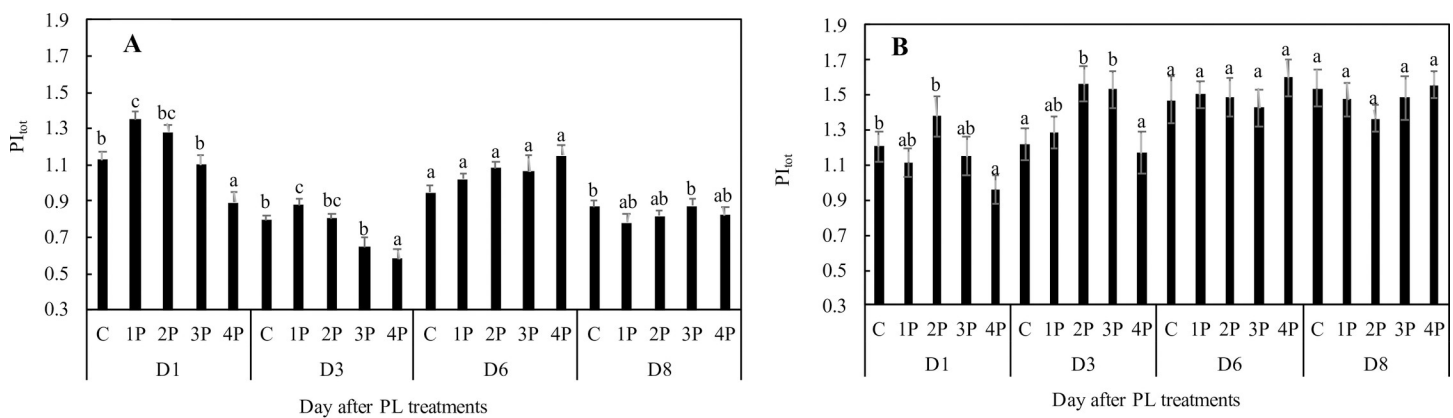 A
PI_tot
1.9
1.7
1.5
1.3
1.1
0.9
0.7
0.5
0.3
b c bc b a
b c bc b a
a a a a a
b ab ab b ab
C 1P 2P 3P 4P C 1P 2P 3P 4P C 1P 2P 3P 4P C 1P 2P 3P 4P
D1 D3 D6 D8
Day after PL treatments
B
PI_tot
1.9
1.7
1.5
1.3
1.1
0.9
0.7
0.5
0.3
b ab b ab a
a ab b b a
a a a a a
a a a a a
C 1P 2P 3P 4P C 1P 2P 3P 4P C 1P 2P 3P 4P C 1P 2P 3P 4P
D1 D3 D6 D8
Day after PL treatments